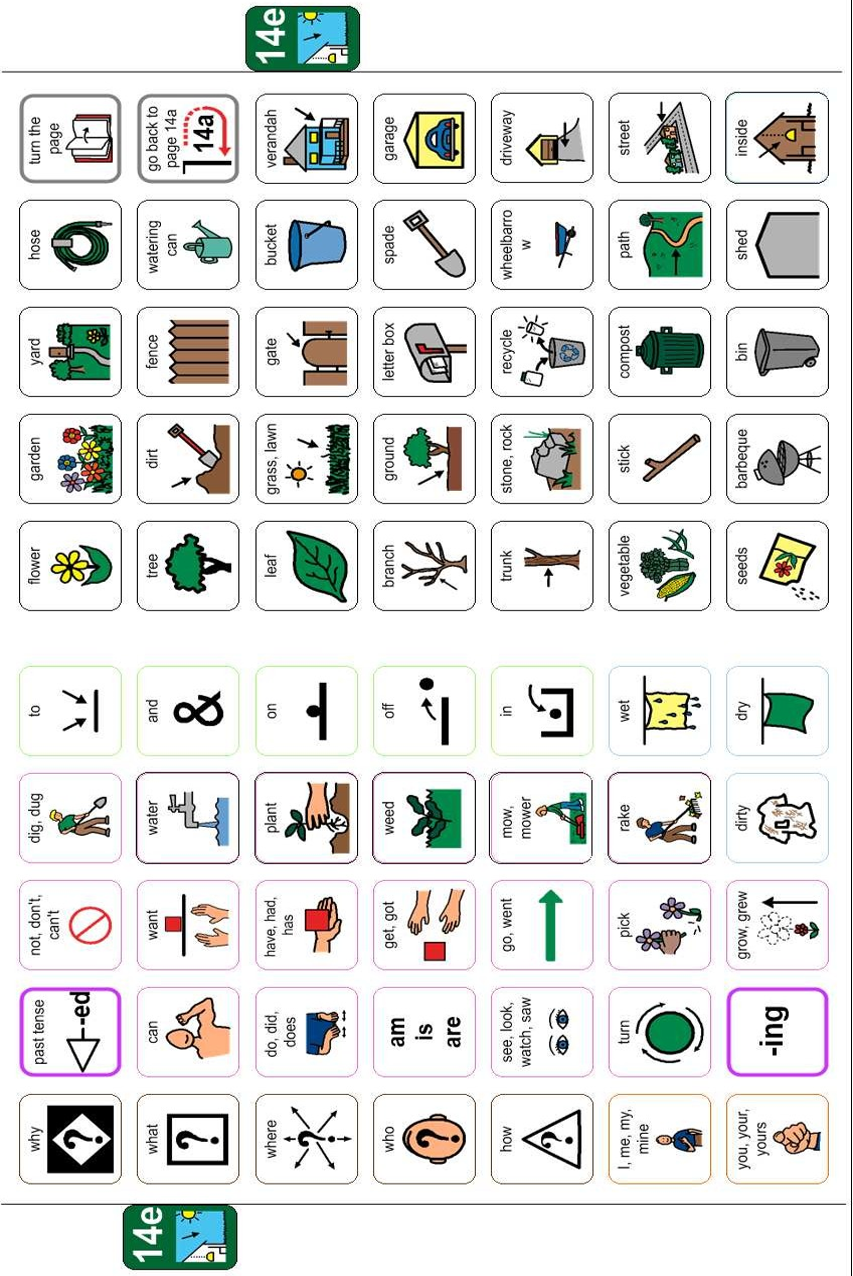 why
past tense
-ed
not, don't,
can't
dig, dug
to
flower
garden
yard
hose
turn the
page
14e
what
can
want
water
and
&
tree
dirt
fence
watering
can
go back to
page 14a
14a
where
do, did,
does
have, had,
has
plant
on
leaf
grass, lawn
gate
bucket
verandah
14e
who
am
is
are
get, got
weed
off
branch
ground
letter box
spade
garage
how
see, look,
watch, saw
go, went
mow,
mower
in
trunk
stone, rock
recycle
wheelbarro
w
driveway
I, me, my,
mine
turn
pick
rake
wet
vegetable
stick
compost
path
street
you, your,
yours
-ing
grow, grew
dirty
dry
seeds
barbeque
bin
shed
inside